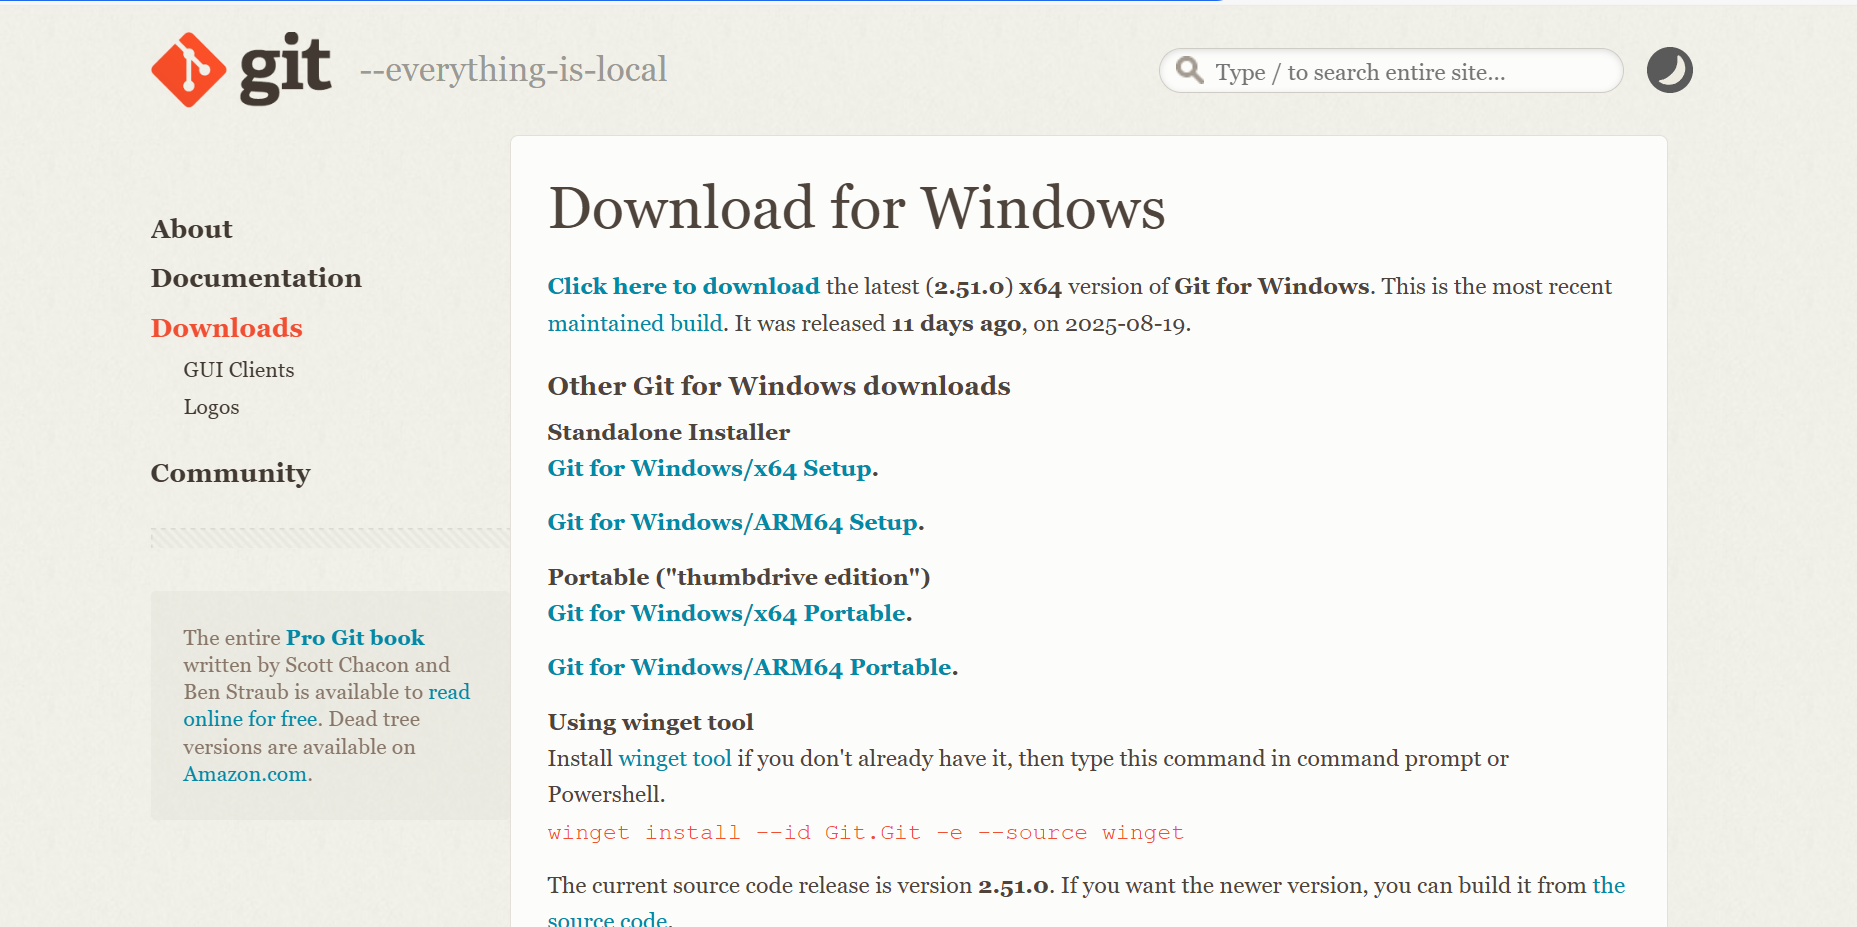 git --everything-is-local
Type / to search entire site...
About
Documentation
Downloads
GUI Clients
Logos
Community
The entire Pro Git book
written by Scott Chacon and
Ben Straub is available to read
online for free. Dead tree
versions are available on
Amazon.com.
Download for Windows
Click here to download the latest (2.51.0) x64 version of Git for Windows. This is the most recent
maintained build. It was released 11 days ago, on 2025-08-19.
Other Git for Windows downloads
Standalone Installer
Git for Windows/x64 Setup.
Git for Windows/ARM64 Setup.
Portable ("thumbdrive edition")
Git for Windows/x64 Portable.
Git for Windows/ARM64 Portable.
Using winget tool
Install winget tool if you don't already have it, then type this command in command prompt or
Powershell.
winget install --id Git.Git -e --source winget
The current source code release is version 2.51.0. If you want the newer version, you can build it from the
source code.